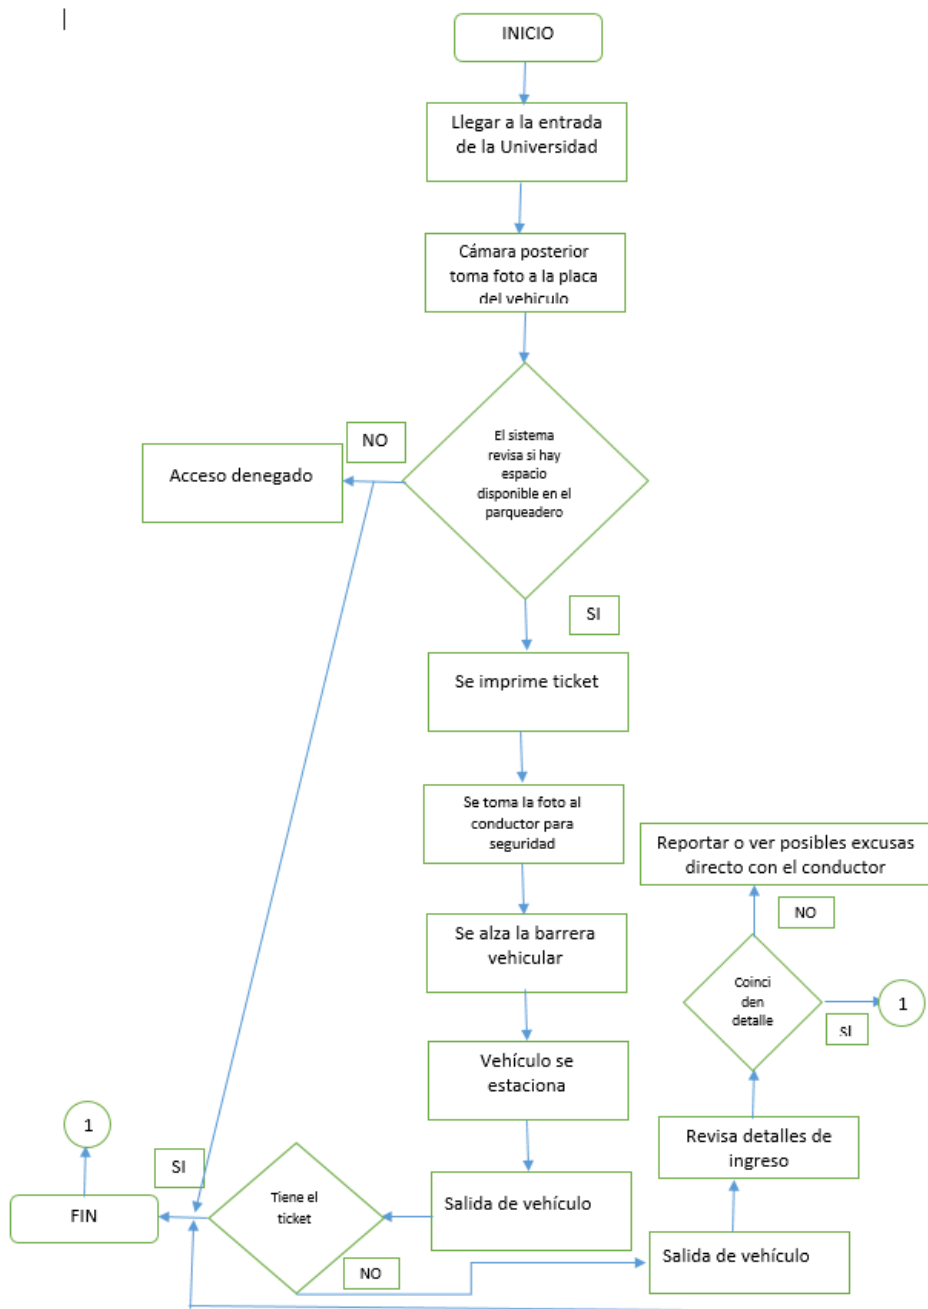 INICIO
Llegar a la entrada
de la Universidad
Cámara posterior
toma foto a la placa
del vehiculo
El sistema
revisa si hay
espacio
disponible en el
parqueadero
NO
Acceso denegado
SI
Se imprime ticket
Se toma la foto al
conductor para
seguridad
Se alza la barrera
vehicular
Vehículo se
estaciona
Salida de vehículo
Tiene el
ticket
SI
FIN
1
NO
Salida de vehículo
Revisa detalles de
ingreso
Coinci
den
detalle
SI
1
NO
Reportar o ver posibles excusas
directo con el conductor